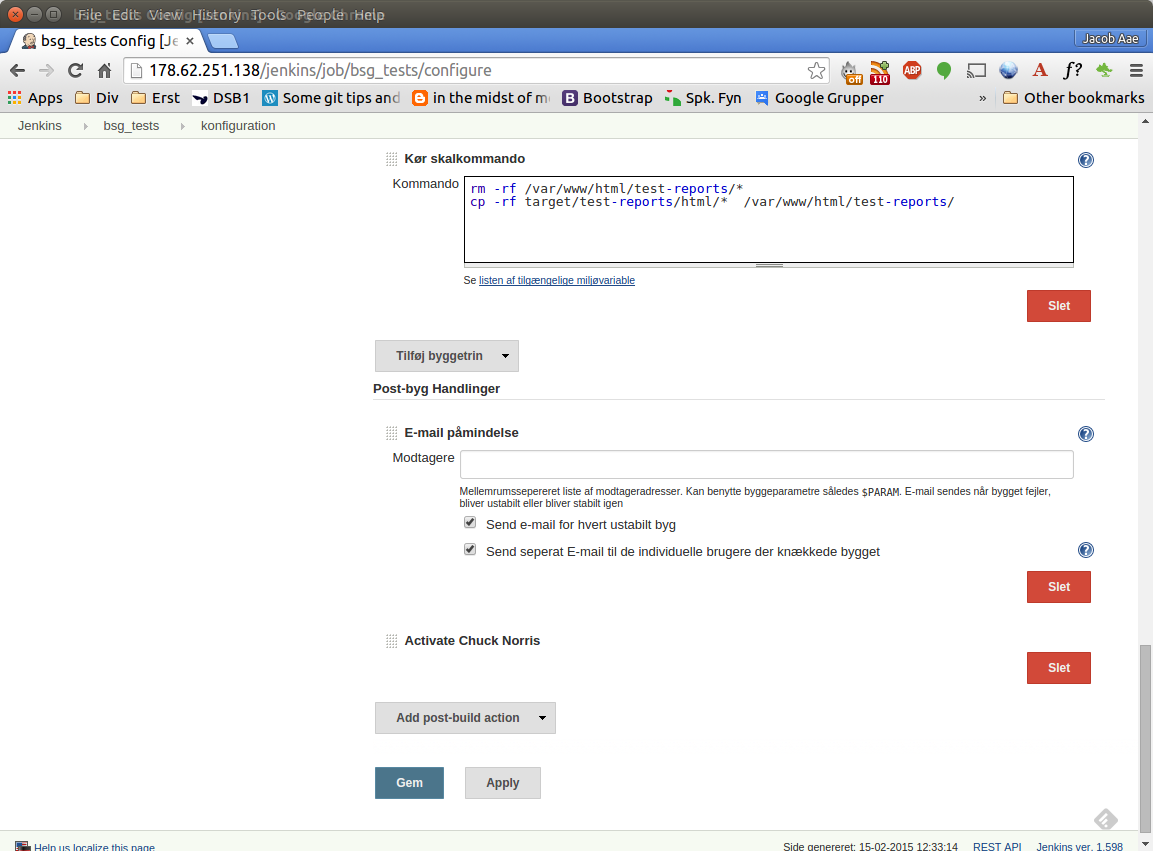 File Edit View History Tools People Help
bsg_tests Config [Je ×
Jacob Aae
178.62.251.138/jenkins/job/bsg_tests/configure
off
110
ABP
A
f?
Apps Div Erst DSB1 Some git tips and in the midst of m Bootstrap Spk. Fyn Google Grupper » Other bookmarks
Jenkins bsg_tests konfiguration
Kør skalkommando
Kommando
rm -rf /var/www/html/test-reports/*
cp -rf target/test-reports/html/*  /var/www/html/test-reports/
Se listen af tilgængelige miljøvariable
Slet
Tilføj byggetrin
Post-byg Handlinger
E-mail påmindelse
Modtagere
Mellemrumssepereret liste af modtageradresser. Kan benytte byggeparametre således $PARAM. E-mail sendes når bygget fejler,
bliver ustabilt eller bliver stabilt igen
Send e-mail for hvert ustabilt byg
Send seperat E-mail til de individuelle brugere der knækkede bygget
Slet
Activate Chuck Norris
Slet
Add post-build action
Gem Apply
Help us localize this page
Side genereret: 15-02-2015 12:33:14 REST API Jenkins ver. 1.598